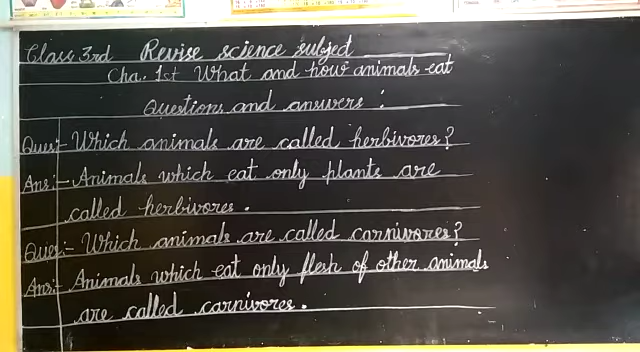 Class 3rd Revise science subject
Cha. 1st What and how animals eat
Questions and answers :
Ques:- Which animals are called herbivores?
Ans:- Animals which eat only plants are
called herbivores.
Ques:- Which animals are called carnivores?
Ans:- Animals which eat only flesh of other animals
are called carnivores.